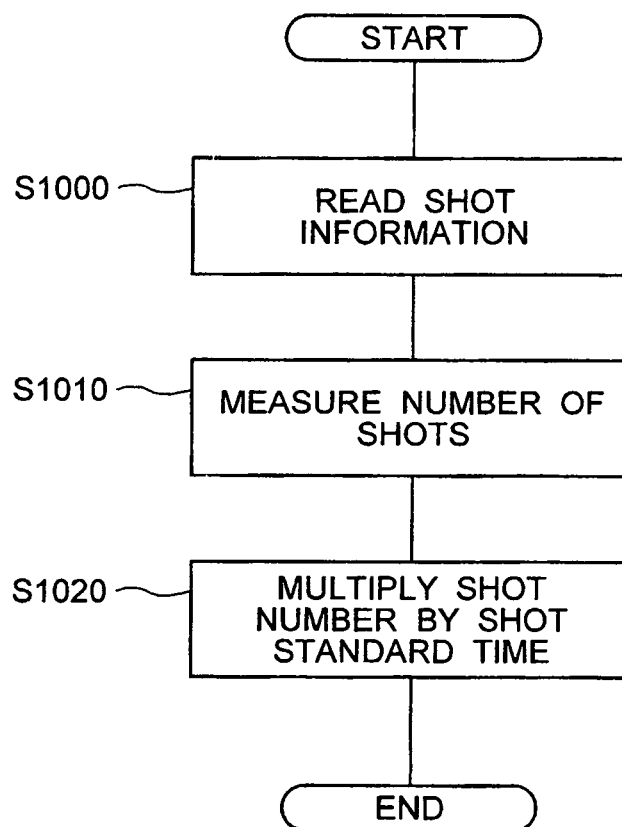 START
S1000
READ SHOT
INFORMATION
S1010
MEASURE NUMBER OF
SHOTS
S1020
MULTIPLY SHOT
NUMBER BY SHOT
STANDARD TIME
END